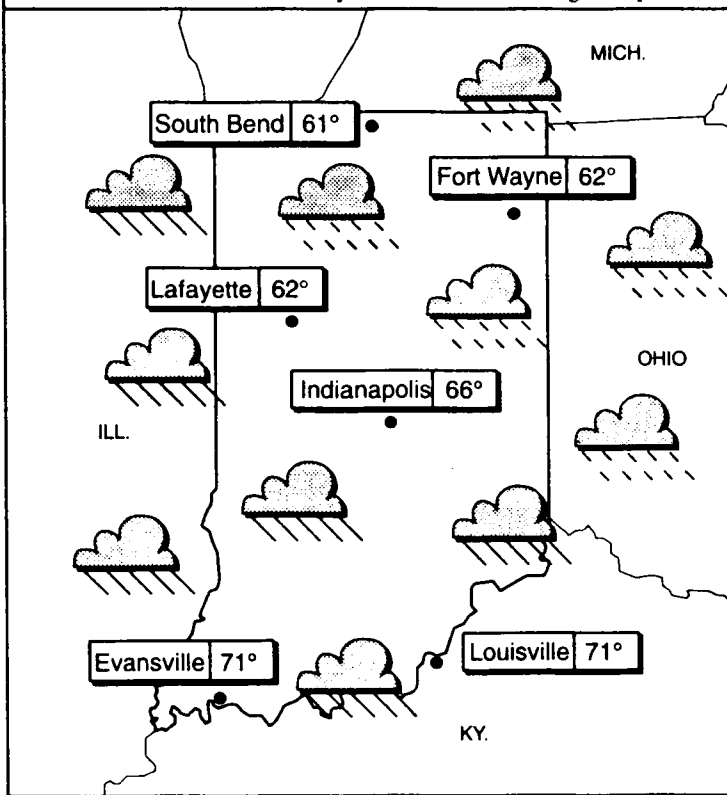 MICH.
South Bend 61°
Fort Wayne 62°
Lafayette 62°
OHIO
Indianapolis 66°
ILL.
Evansville 71°
Louisville 71°
KY.